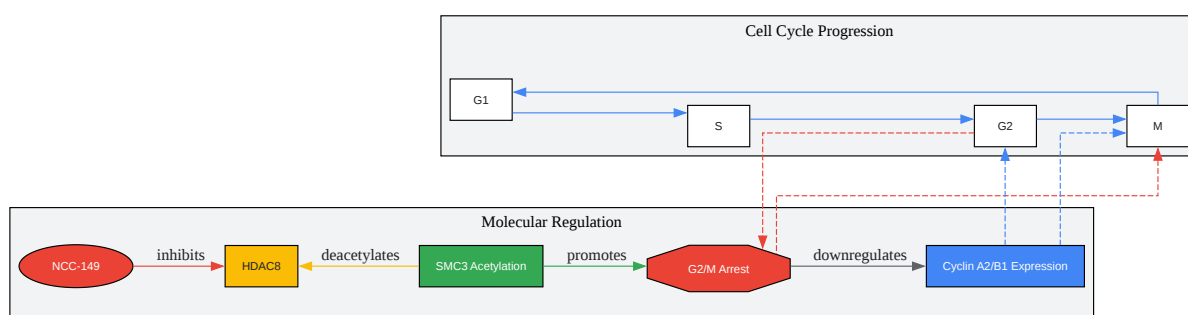 Cell Cycle Progression
G1
S
G2
M
Molecular Regulation
NCC-149
inhibits
HDAC8
deacetylates
SMC3 Acetylation
promotes
G2/M Arrest
downregulates
Cyclin A2/B1 Expression